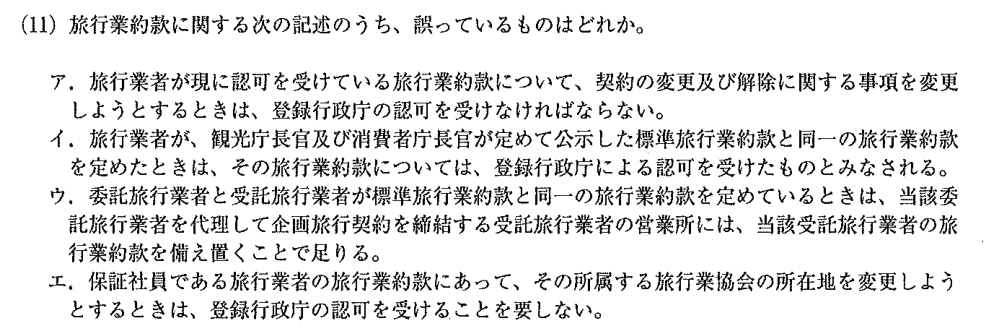 (11) 旅行業約款に関する次の記述のうち、誤っているものはどれか。
ア．旅行業者が現に認可を受けている旅行業約款について、契約の変更及び解除に関する事項を変更
しようとするときは、登録行政庁の認可を受けなければならない。
イ．旅行業者が、観光庁長官及び消費者庁長官が定めて公示した標準旅行業約款と同一の旅行業約款
を定めたときは、その旅行業約款については、登録行政庁による認可を受けたものとみなされる。
ウ．委託旅行業者と受託旅行業者が標準旅行業約款と同一の旅行業約款を定めているときは、当該委
託旅行業者を代理して企画旅行契約を締結する受託旅行業者の営業所には、当該受託旅行業者の旅
行業約款を備え置くことで足りる。
エ．保証社員である旅行業者の旅行業約款にあって、その所属する旅行業協会の所在地を変更しよう
とするときは、登録行政庁の認可を受けることを要しない。